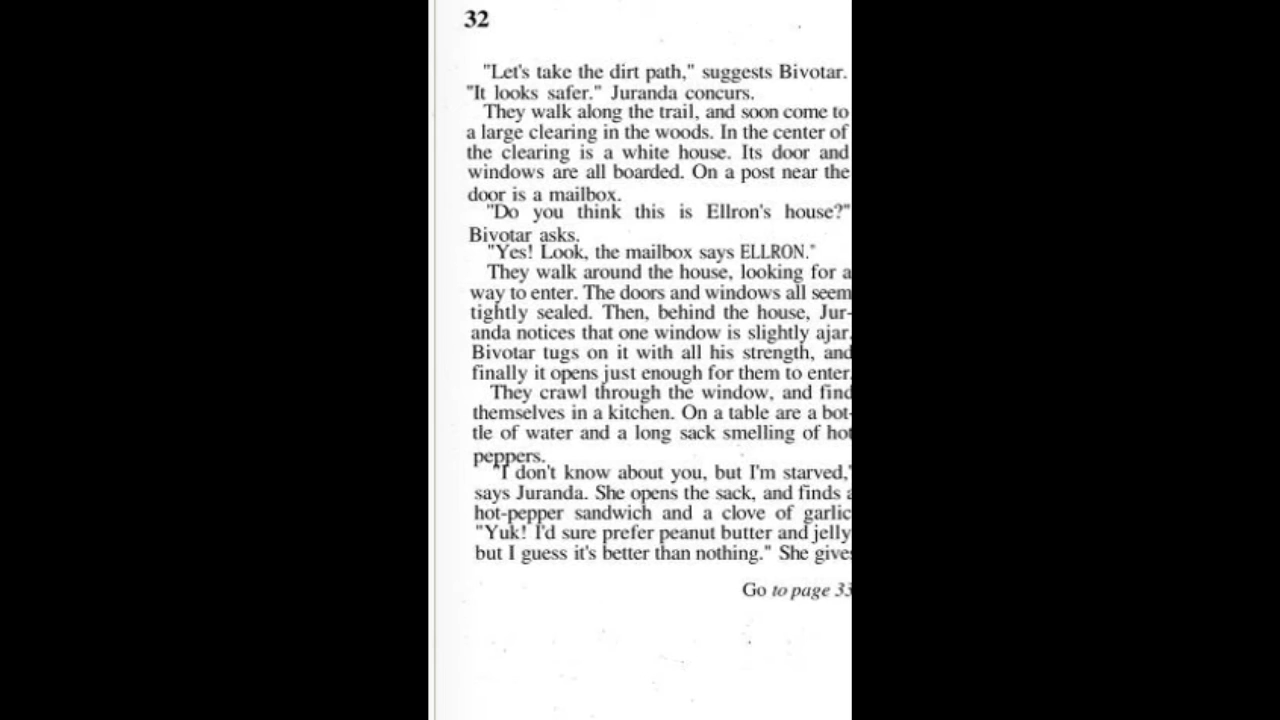 32
"Let's take the dirt path," suggests Bivotar.
"It looks safer." Juranda concurs.
They walk along the trail, and soon come to
a large clearing in the woods. In the center of
the clearing is a white house. Its door and
windows are all boarded. On a post near the
door is a mailbox.
"Do you think this is Ellron's house?"
Bivotar asks.
"Yes! Look, the mailbox says ELLRON."
They walk around the house, looking for a
way to enter. The doors and windows all seem
tightly sealed. Then, behind the house, Jur-
anda notices that one window is slightly ajar.
Bivotar tugs on it with all his strength, and
finally it opens just enough for them to enter.
They crawl through the window, and find
themselves in a kitchen. On a table are a bot-
tle of water and a long sack smelling of hot
peppers.
"I don't know about you, but I'm starved,"
says Juranda. She opens the sack, and finds a
hot-pepper sandwich and a clove of garlic
"Yuk! I'd sure prefer peanut butter and jelly
but I guess it's better than nothing." She give
Go to page 33